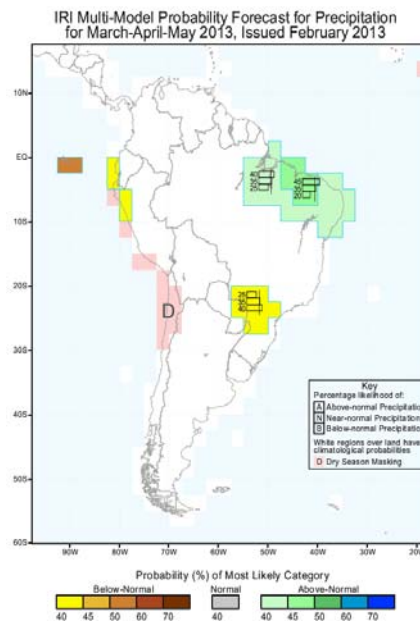 IRI Multi-Model Probability Forecast for Precipitation
for March-April-May 2013, Issued February 2013
10N
EQ
10S
20S
30S
40S
50S
60S
D
Key
Percentage likelihood of:
A Above-normal Precipitation
N Near-normal Precipitation
B Below-normal Precipitation
White regions over land have
climatological probabilities
D Dry Season Masking
90W 80W 70W 60W 50W 40W 30W
Probability (%) of Most Likely Category
Below-Normal Normal Above-Normal
40 45 50 60 70 40 40 45 50 60 70